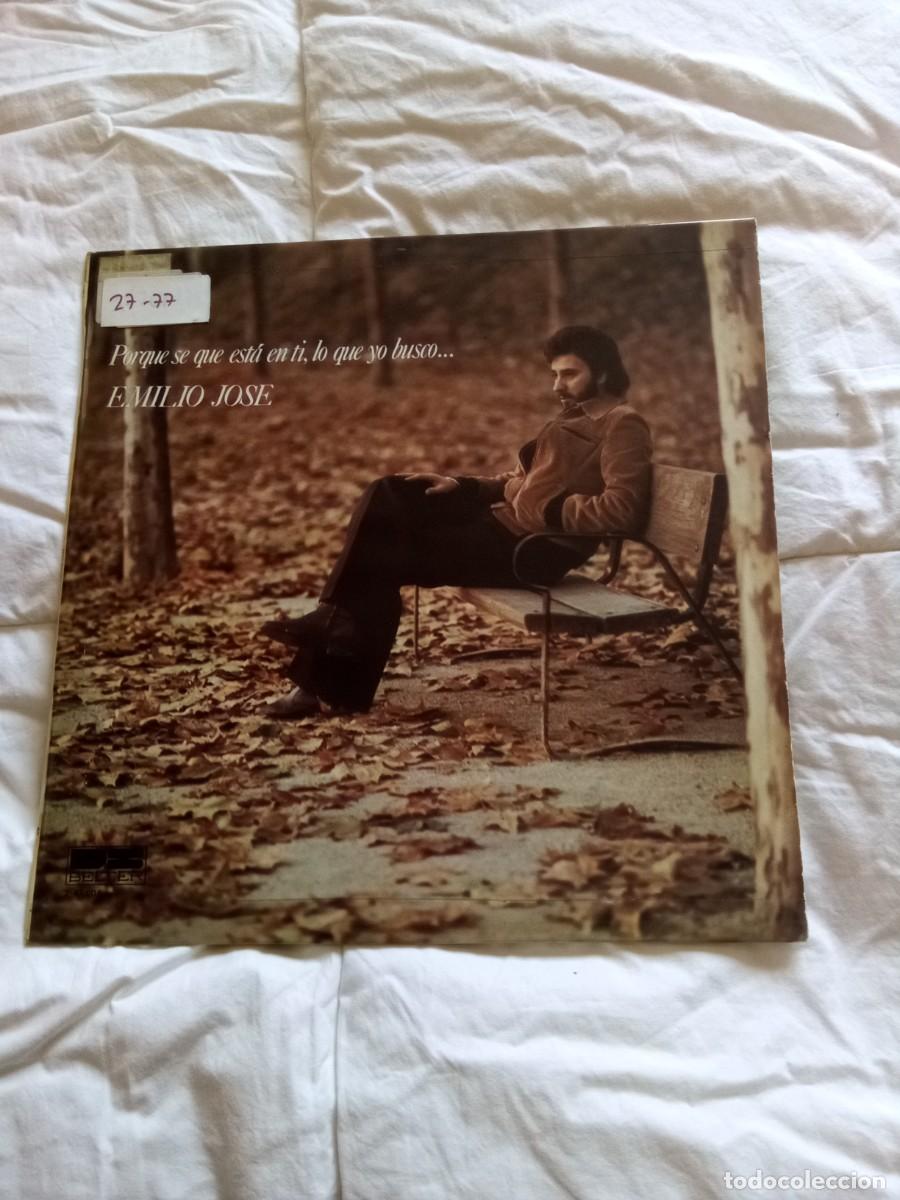 27-77
Porque se que está en ti, lo que yo busco...
EMILIO JOSE
BELTER
todocoleccion